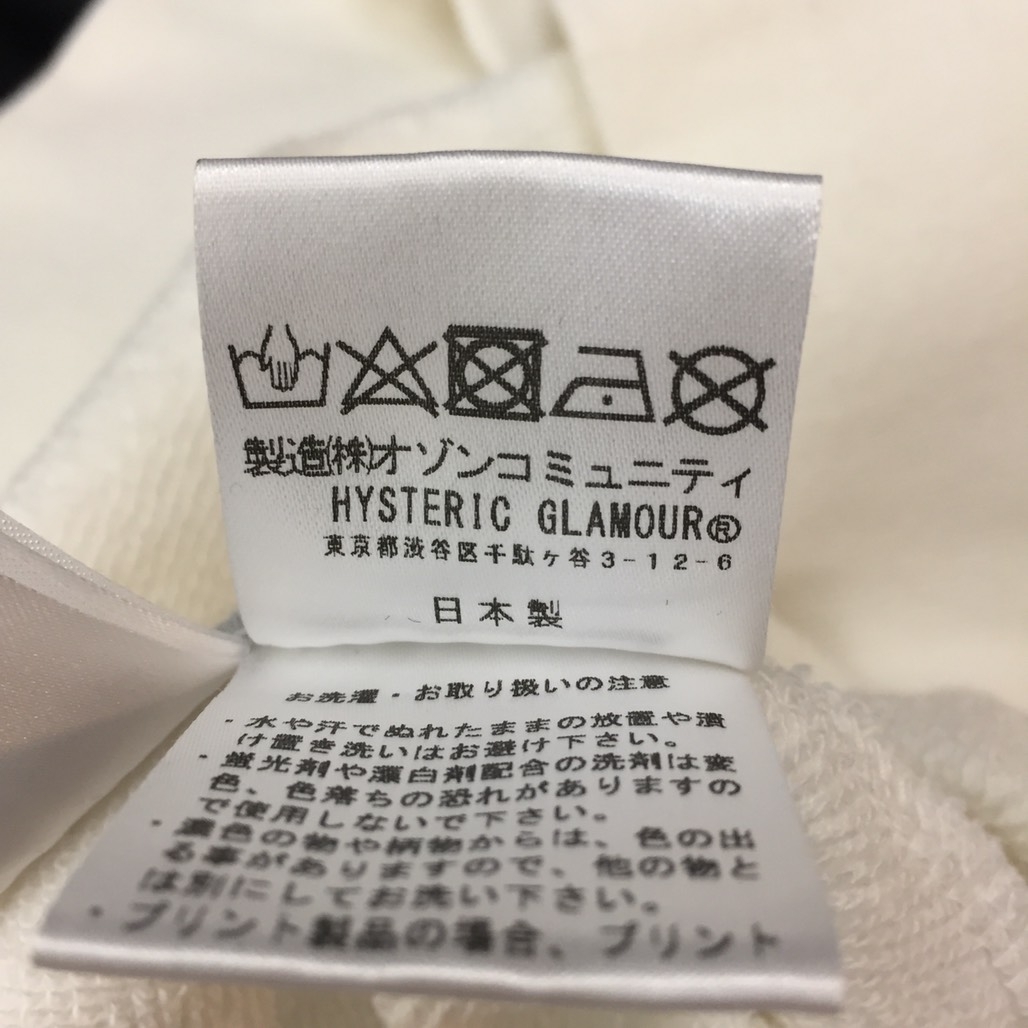 製造(株)オゾンコミュニティ
HYSTERIC GLAMOUR®
東京都渋谷区千駄ヶ谷3-12-6
日本製
お洗濯・お取り扱いの注意
・水や汗でぬれたままの放置や漬
け置き洗いはお避け下さい。
・蛍光剤や漂白剤配合の洗剤は変
色、色落ちの恐れがありますの
で使用しないで下さい。
・濃色の物や柄物からは、色の出
る事がありますので、他の物と
は別にしてお洗い下さい。
・プリント製品の場合、プリント